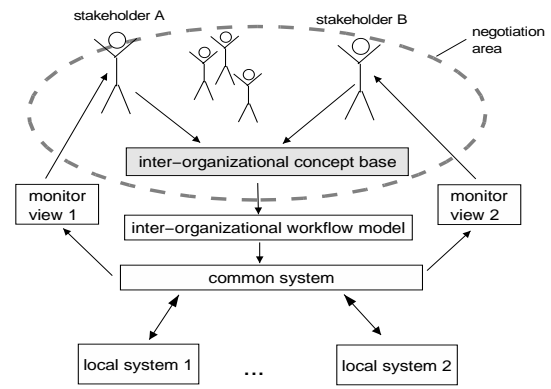 stakeholder A
stakeholder B
negotiation
area
inter-organizational concept base
monitor
view 1
monitor
view 2
inter-organizational workflow model
common system
local system 1
...
local system 2